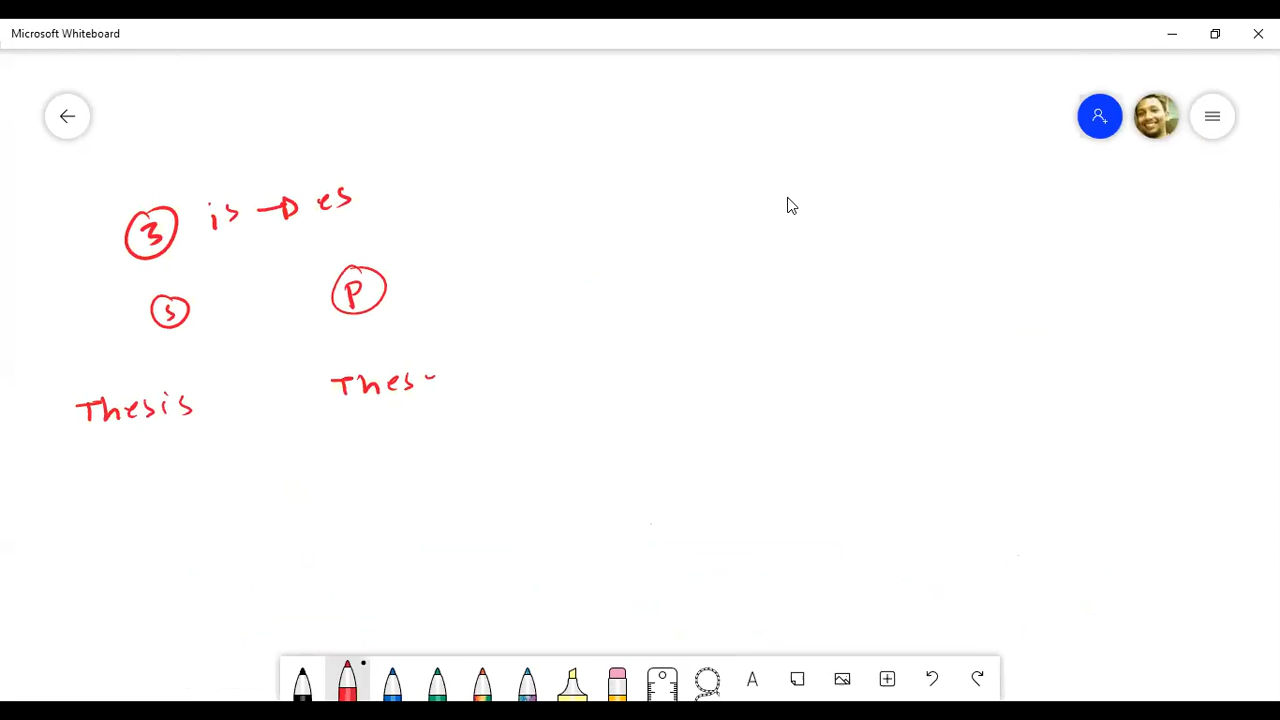 Microsoft Whiteboard
3 is → es
S P
Thesis Thes
A